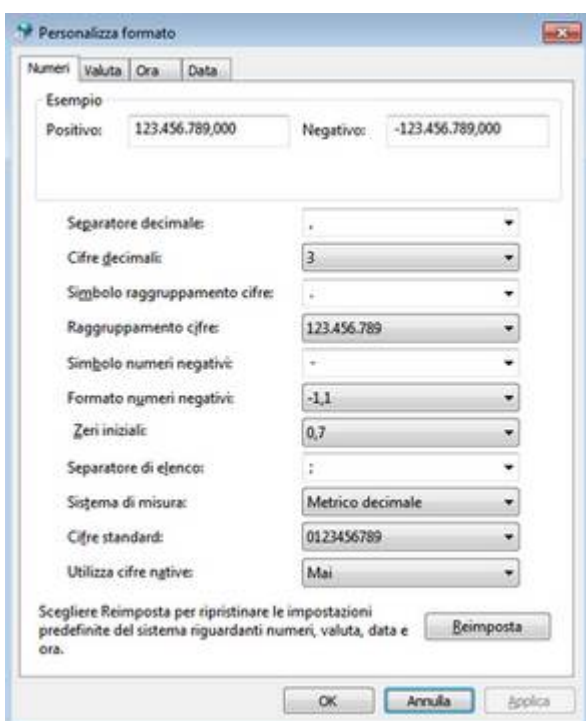 Personalizza formato
Numeri Valuta Ora Data
Esempio
Positivo: 123.456.789,000 Negativo: -123.456.789,000
Separatore decimale: ,
Cifre decimali: 3
Simbolo raggruppamento cifre: .
Raggruppamento cifre: 123.456.789
Simbolo numeri negativi: -
Formato numeri negativi: -1,1
Zeri iniziali: 0,7
Separatore di elenco: ;
Sistema di misura: Metrico decimale
Cifre standard: 0123456789
Utilizza cifre native: Mai
Scegliere Reimposta per ripristinare le impostazioni
predefinite del sistema riguardanti numeri, valuta, data e
ora.
Reimposta
OK Annulla Applica